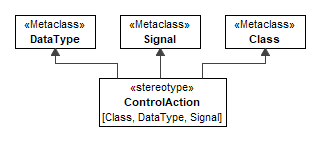 «Metaclass»
DataType
«Metaclass»
Signal
«Metaclass»
Class
«stereotype»
ControlAction
[Class, DataType, Signal]